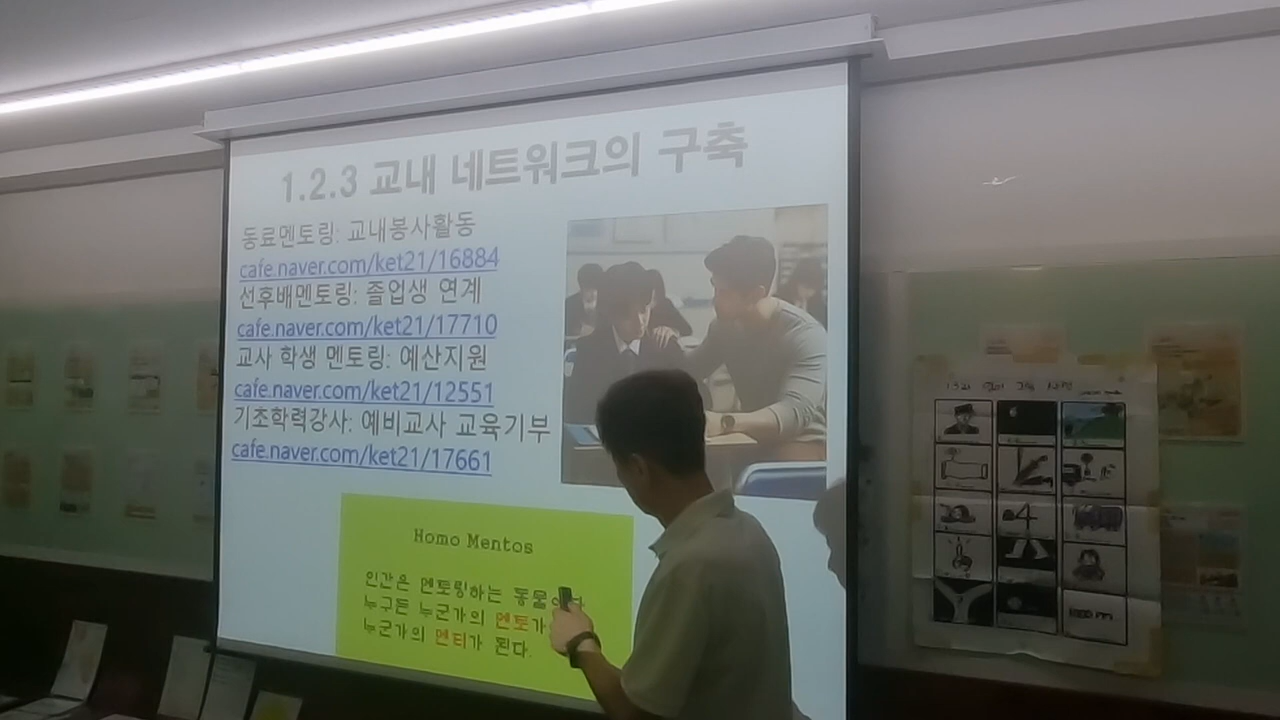 1.2.3 교내 네트워크의 구축
동료멘토링: 교내봉사활동
cafe.naver.com/ket21/16884
선후배멘토링: 졸업생 연계
cafe.naver.com/ket21/17710
교사 학생 멘토링: 예산지원
cafe.naver.com/ket21/12551
기초학력강사: 예비교사 교육기부
cafe.naver.com/ket21/17661
Homo Mentos
인간은 멘토링하는
누구든 누군가의 멘토가
누군가의 멘티가 된다.